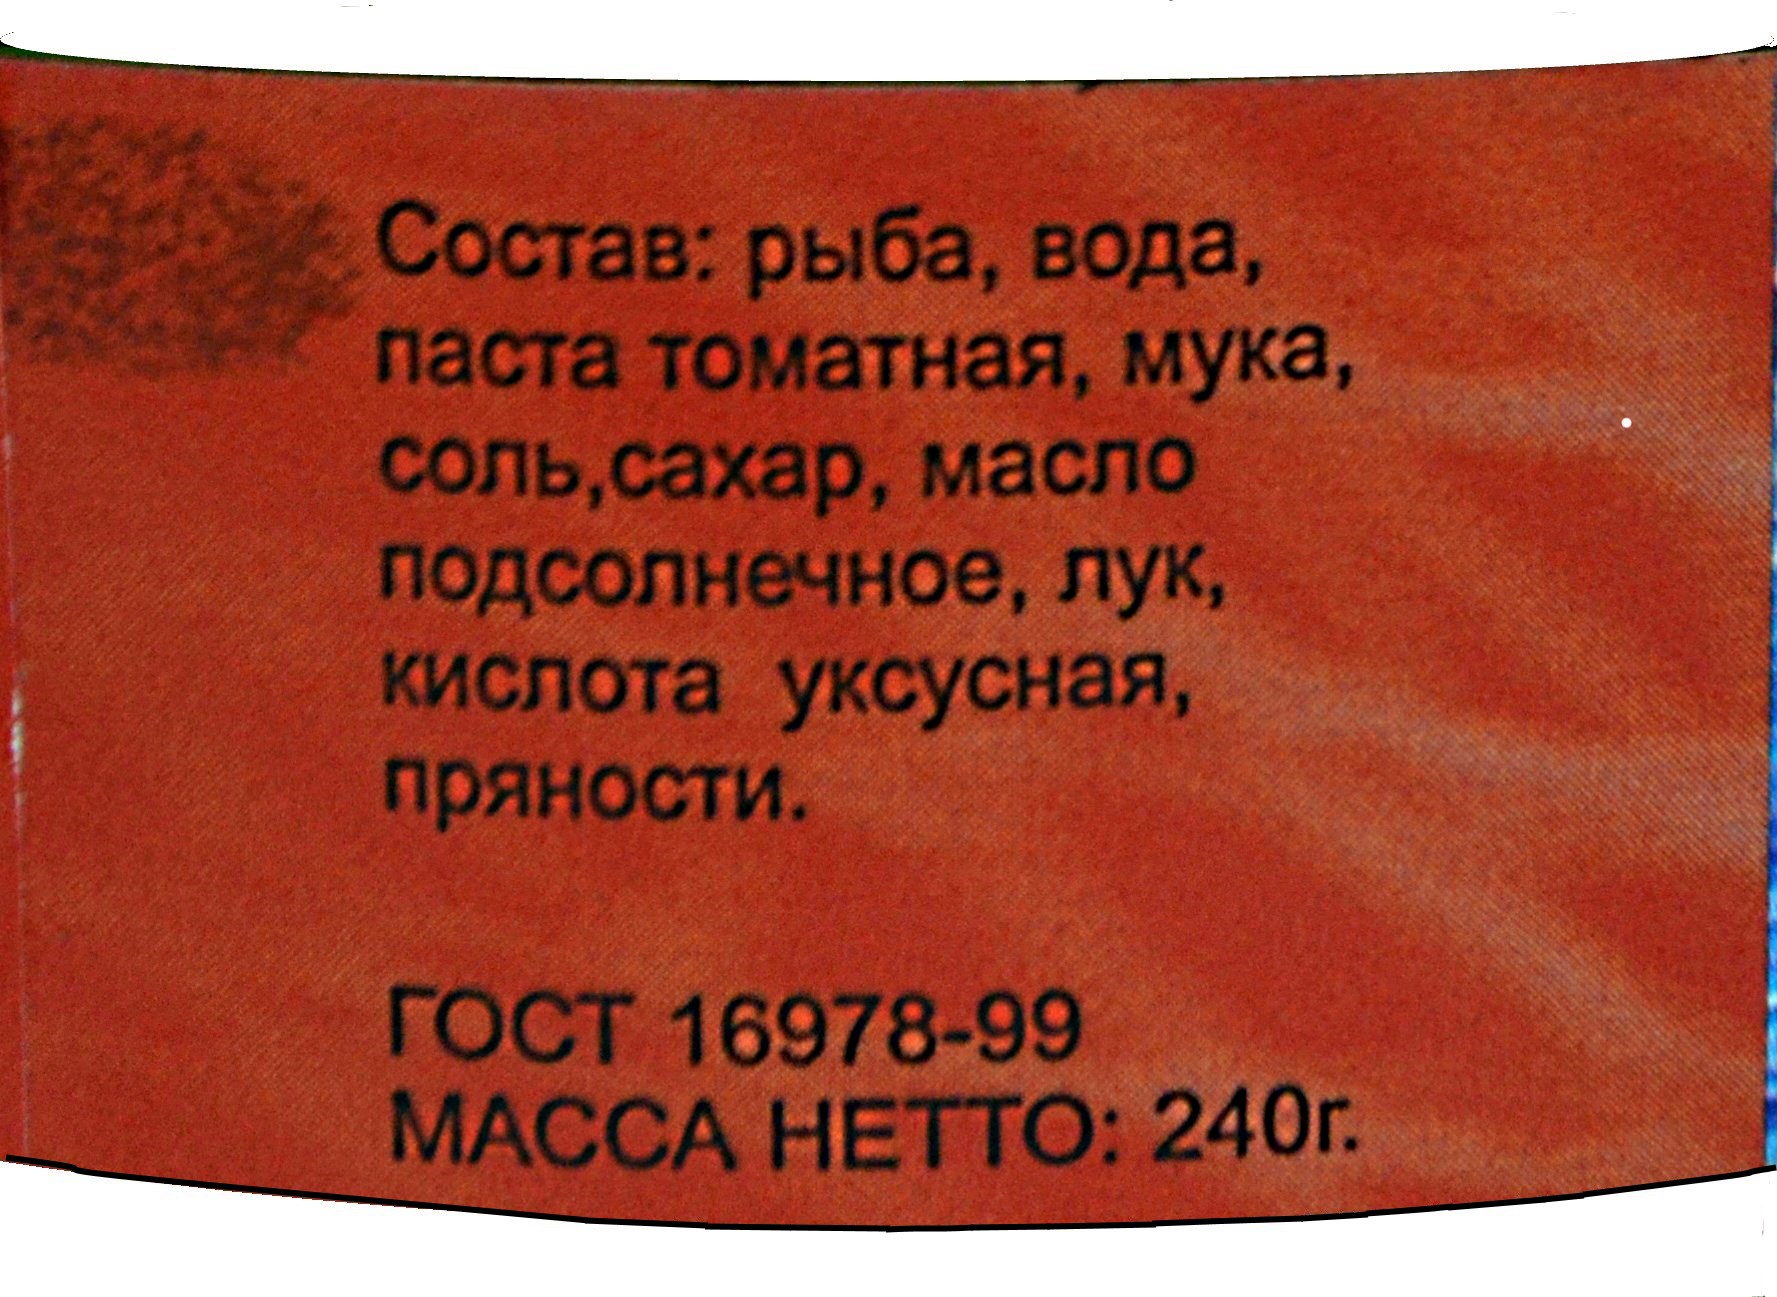 Состав: рыба, вода,
паста томатная, мука,
соль,сахар, масло
подсолнечное, лук,
кислота уксусная,
пряности.
ГОСТ 16978-99
МАССА НЕТТО: 240г.